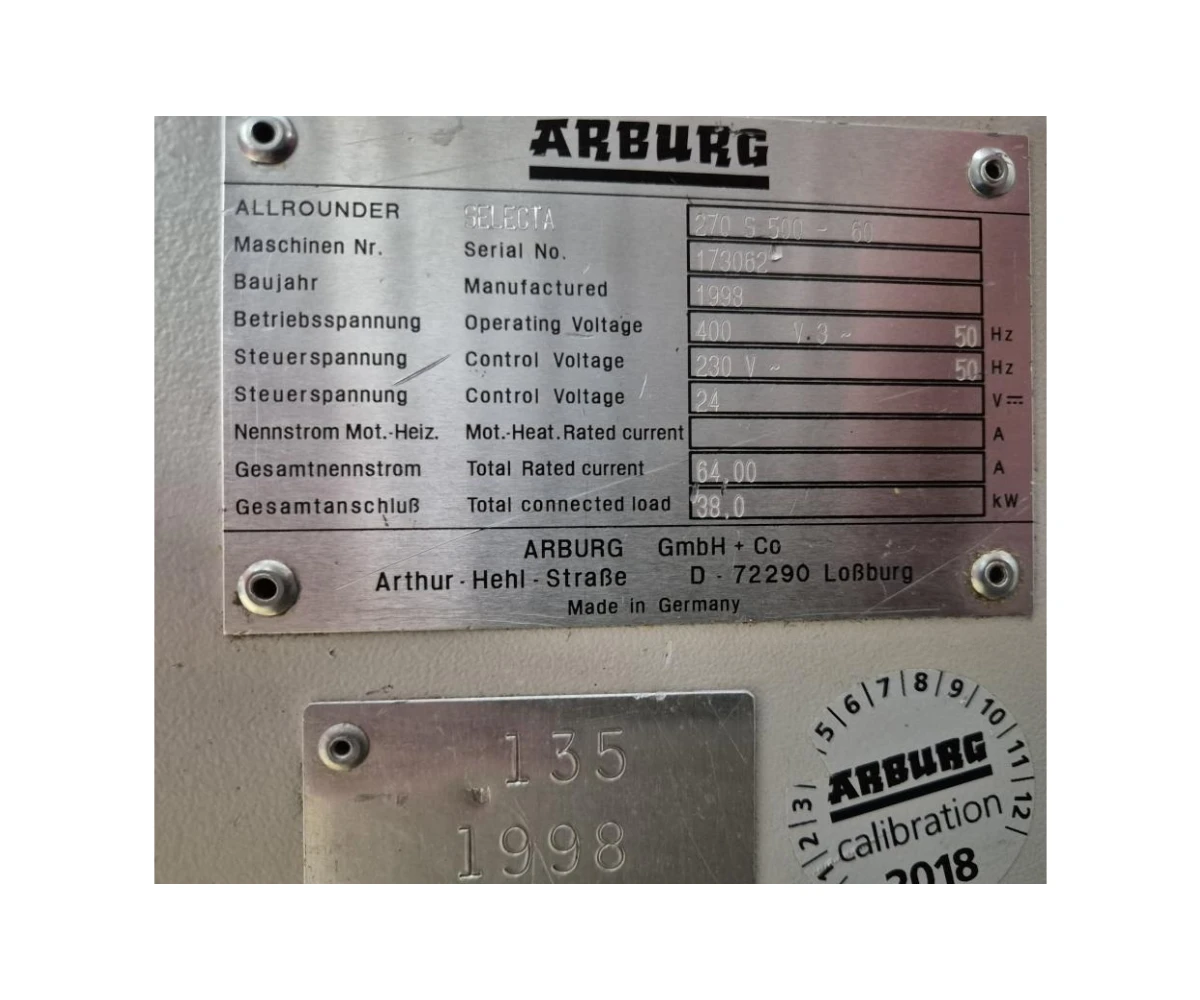 ARBURG
ALLROUNDER SELECTA 270 S 500 - 60
Maschinen Nr. Serial No. 173062
Baujahr Manufactured 1998
Betriebsspannung Operating Voltage 400 V 3 ~ 50 Hz
Steuerspannung Control Voltage 230 V ~ 50 Hz
Steuerspannung Control Voltage 24 V
Nennstrom Mot.-Heiz. Mot.-Heat. Rated current A
Gesamtnennstrom Total Rated current 64,00 A
Gesamtanschluß Total connected load 38,0 kW
ARBURG GmbH + Co
Arthur - Hehl - Straße D - 72290 Loßburg
Made in Germany
135
1998
1|2|3| 5|6|7|8|9|10|11|12
ARBURG
calibration
2018